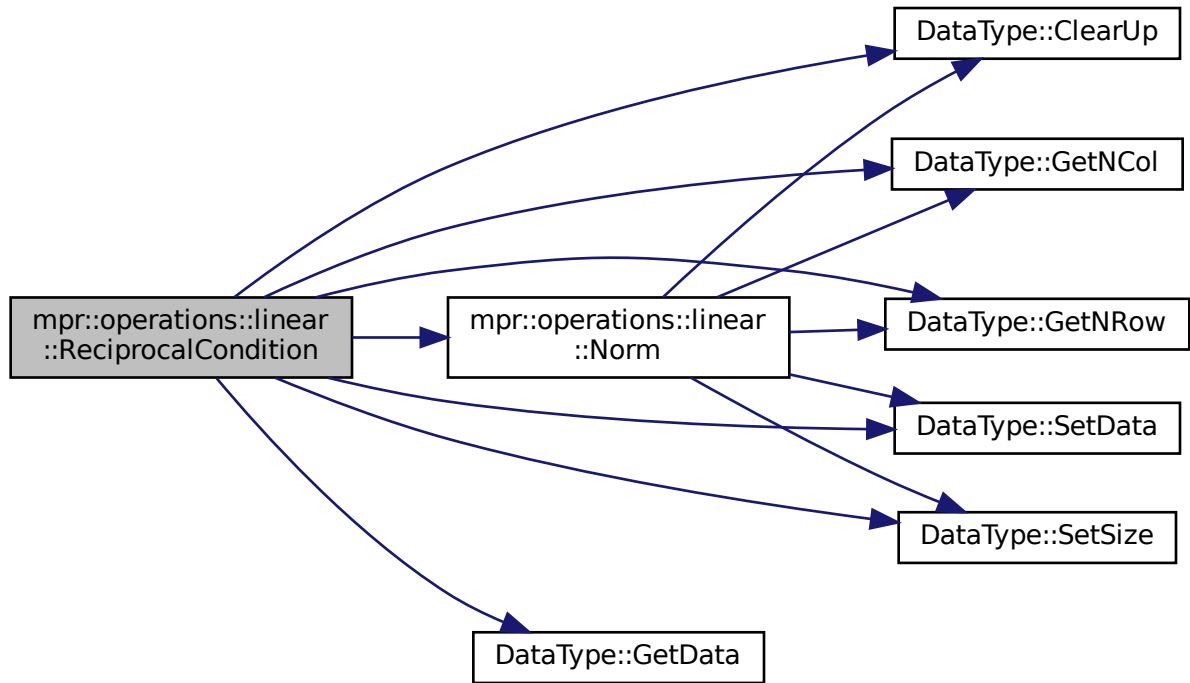 DataType::ClearUp
DataType::GetNCol
mpr::operations::linear
::ReciprocalCondition
mpr::operations::linear
::Norm
DataType::GetNRow
DataType::SetData
DataType::SetSize
DataType::GetData